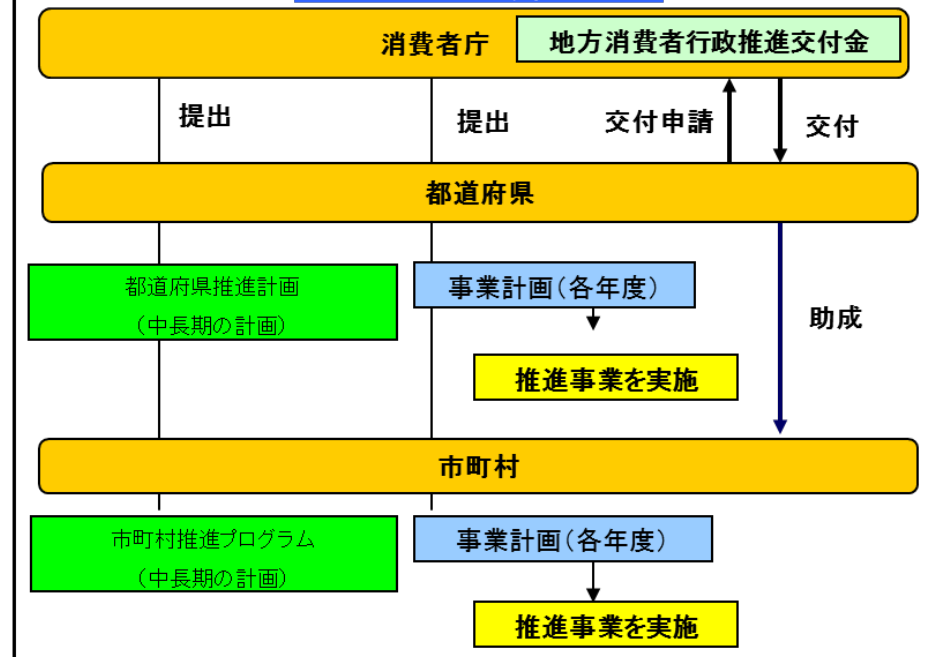 消費者庁
地方消費者行政推進交付金
提出
提出
交付申請
交付
都道府県
都道府県推進計画
（中長期の計画）
事業計画（各年度）
推進事業を実施
助成
市町村
市町村推進プログラム
（中長期の計画）
事業計画（各年度）
推進事業を実施